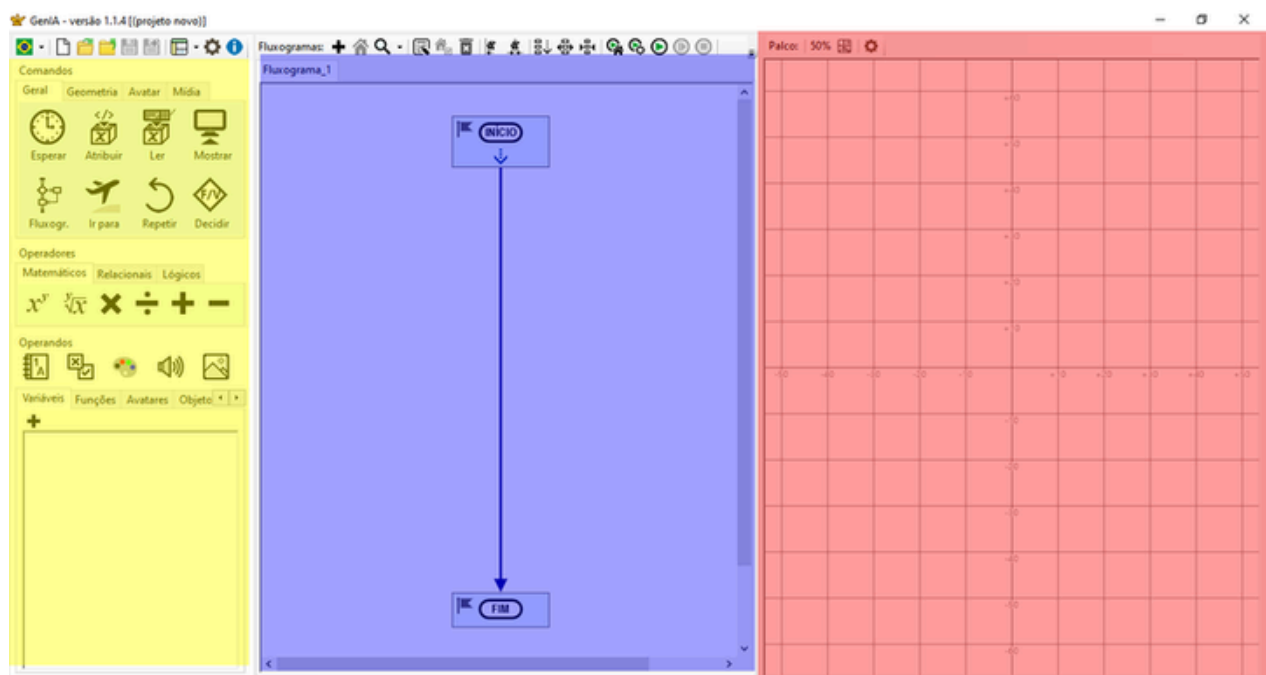 GenIA - versão 1.1.4 [(projeto novo)]
Fluxogramas:
Palco: 50%
Comandos
Geral Geometria Avatar Mídia
Esperar Atribuir Ler Mostrar
Fluxogr. Ir para Repetir Decidir
F/V
Operadores
Matemáticos Relacionais Lógicos
Operandos
Variáveis Funções Avatares Objeto
Fluxograma_1
INÍCIO
FIM